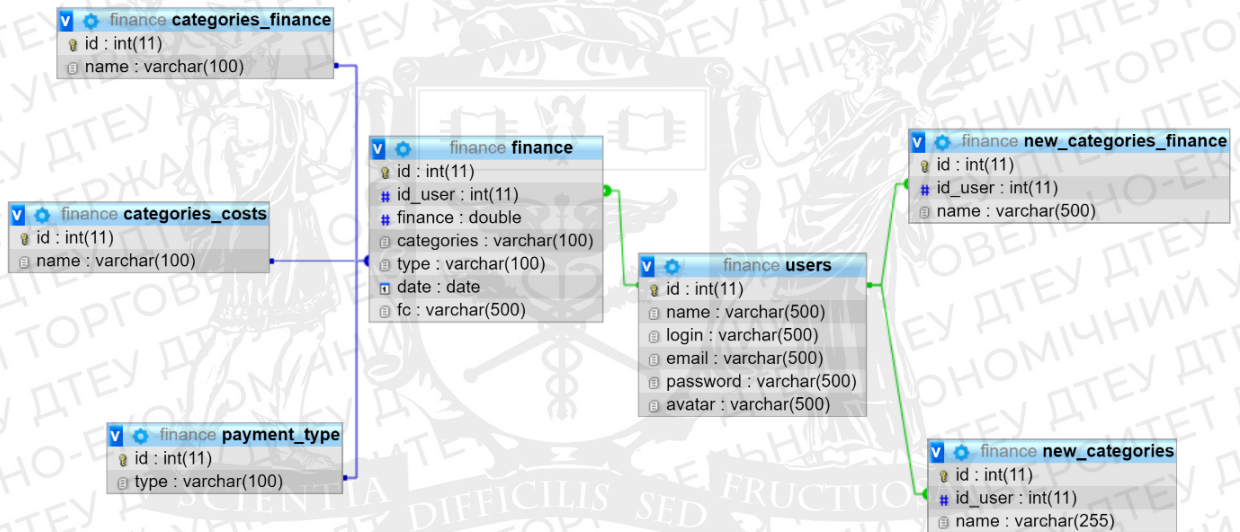 finance categories_finance
id : int(11)
name : varchar(100)
finance categories_costs
id : int(11)
name : varchar(100)
finance payment_type
id : int(11)
type : varchar(100)
finance finance
id : int(11)
id_user : int(11)
finance : double
categories : varchar(100)
type : varchar(100)
date : date
fc : varchar(500)
finance users
id : int(11)
name : varchar(500)
login : varchar(500)
email : varchar(500)
password : varchar(500)
avatar : varchar(500)
finance new_categories_finance
id : int(11)
id_user : int(11)
name : varchar(500)
finance new_categories
id : int(11)
id_user : int(11)
name : varchar(255)
SCIENTIA DIFFICILIS SED